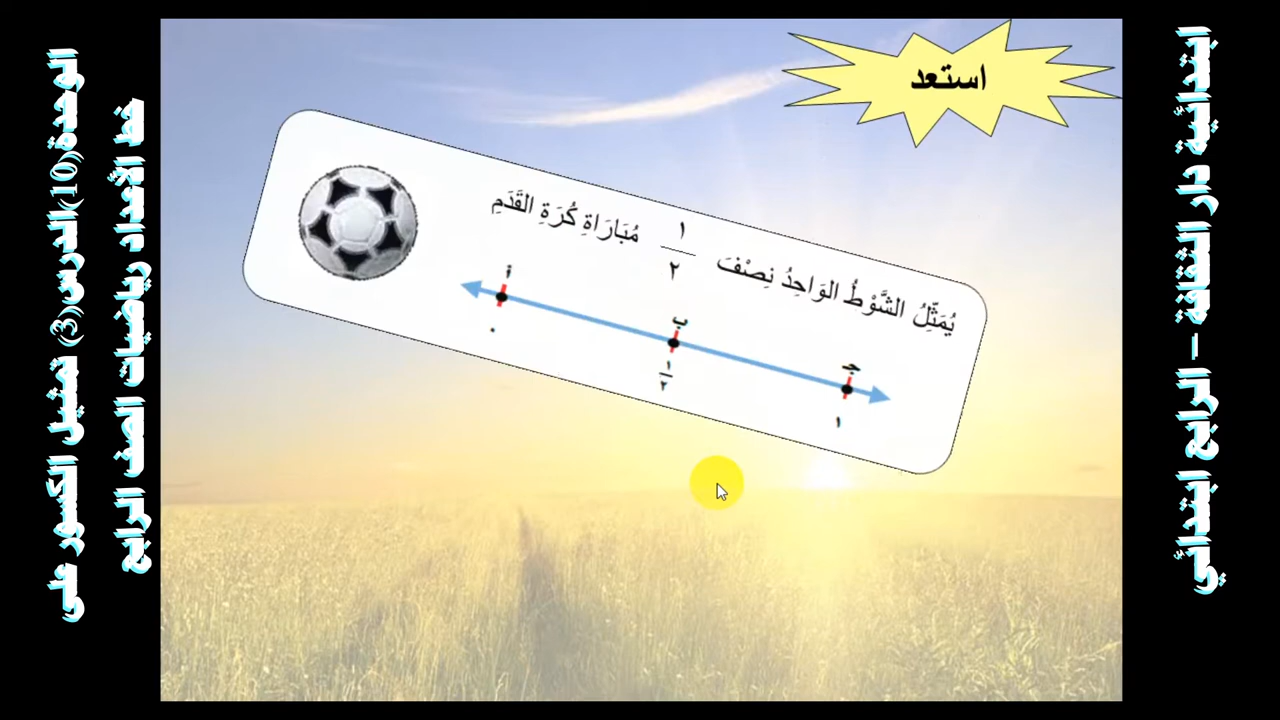 استعد
يُمَثِّلُ الشَّوْطُ الوَاحِدُ نِصْفَ ١/٢ مُبَارَاةِ كُرَةِ القَدَمِ
أ ب جـ
٠ ١/٢ ١
ابتدائية دار الثقافة – الرابع ابتدائي
الوحدة(10)الدرس(3) تمثيل الكسور على
خط الأعداد رياضيات الصف الرابع